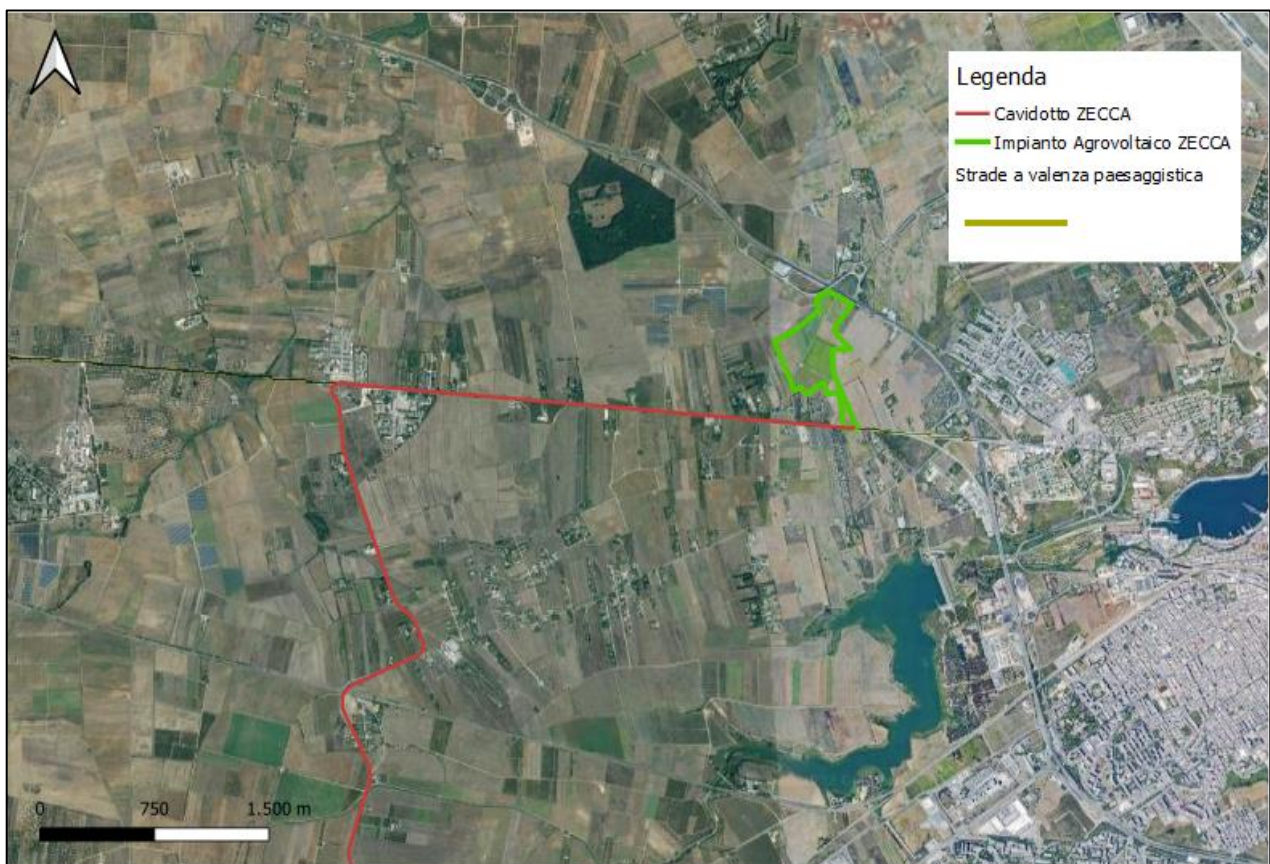 Legenda
Cavidotto ZECCA
Impianto Agrovoltaico ZECCA
Strade a valenza paesaggistica
0 750 1.500 m